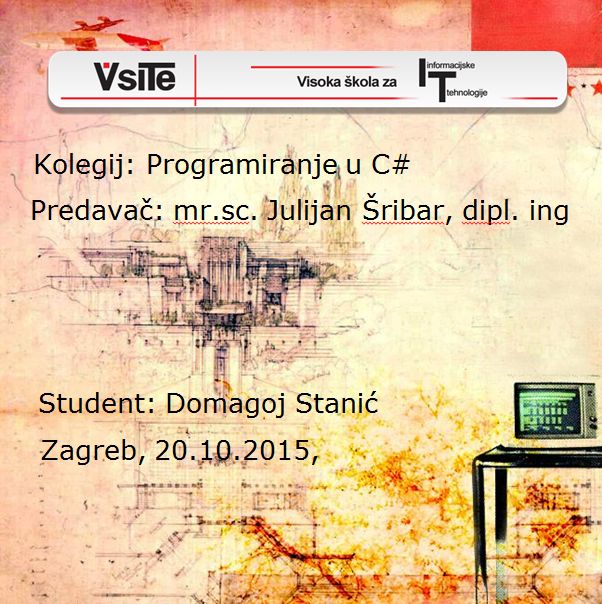 VsiTe
Visoka škola za
informacijske
Tehnologije
Kolegij: Programiranje u C#
Predavač: mr.sc. Julijan Šribar, dipl. ing
Student: Domagoj Stanić
Zagreb, 20.10.2015,